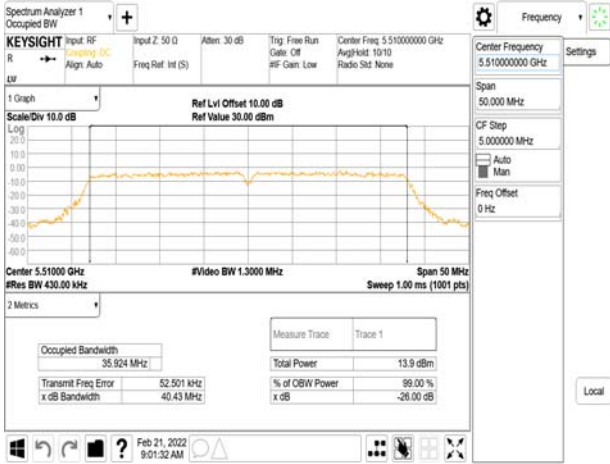 Spectrum Analyzer 1
Occupied BW
Frequency
KEYSIGHT
R
Input: RF
Coupling: DC
Align: Auto
Input Z: 50 Ω
Freq Ref: Int (S)
Atten: 30 dB
Trig: Free Run
Gate: Off
#IF Gain: Low
Center Freq: 5.510000000 GHz
Avg|Hold: 10/10
Radio Std: None
Center Frequency
5.510000000 GHz
Settings
Span
50.000 MHz
CF Step
5.000000 MHz
Auto
Man
Freq Offset
0 Hz
1 Graph
Scale/Div 10.0 dB
Ref Lvl Offset 10.00 dB
Ref Value 30.00 dBm
Log
20.0
10.0
0.00
-10.0
-20.0
-30.0
-40.0
-50.0
-60.0
Center 5.51000 GHz
#Res BW 430.00 kHz
#Video BW 1.3000 MHz
Span 50 MHz
Sweep 1.00 ms (1001 pts)
2 Metrics
Measure Trace
Trace 1
Occupied Bandwidth
35.924 MHz
Total Power
13.9 dBm
Transmit Freq Error
52.501 kHz
% of OBW Power
99.00 %
x dB Bandwidth
40.43 MHz
x dB
-26.00 dB
Local
Feb 21, 2022
9:01:32 AM